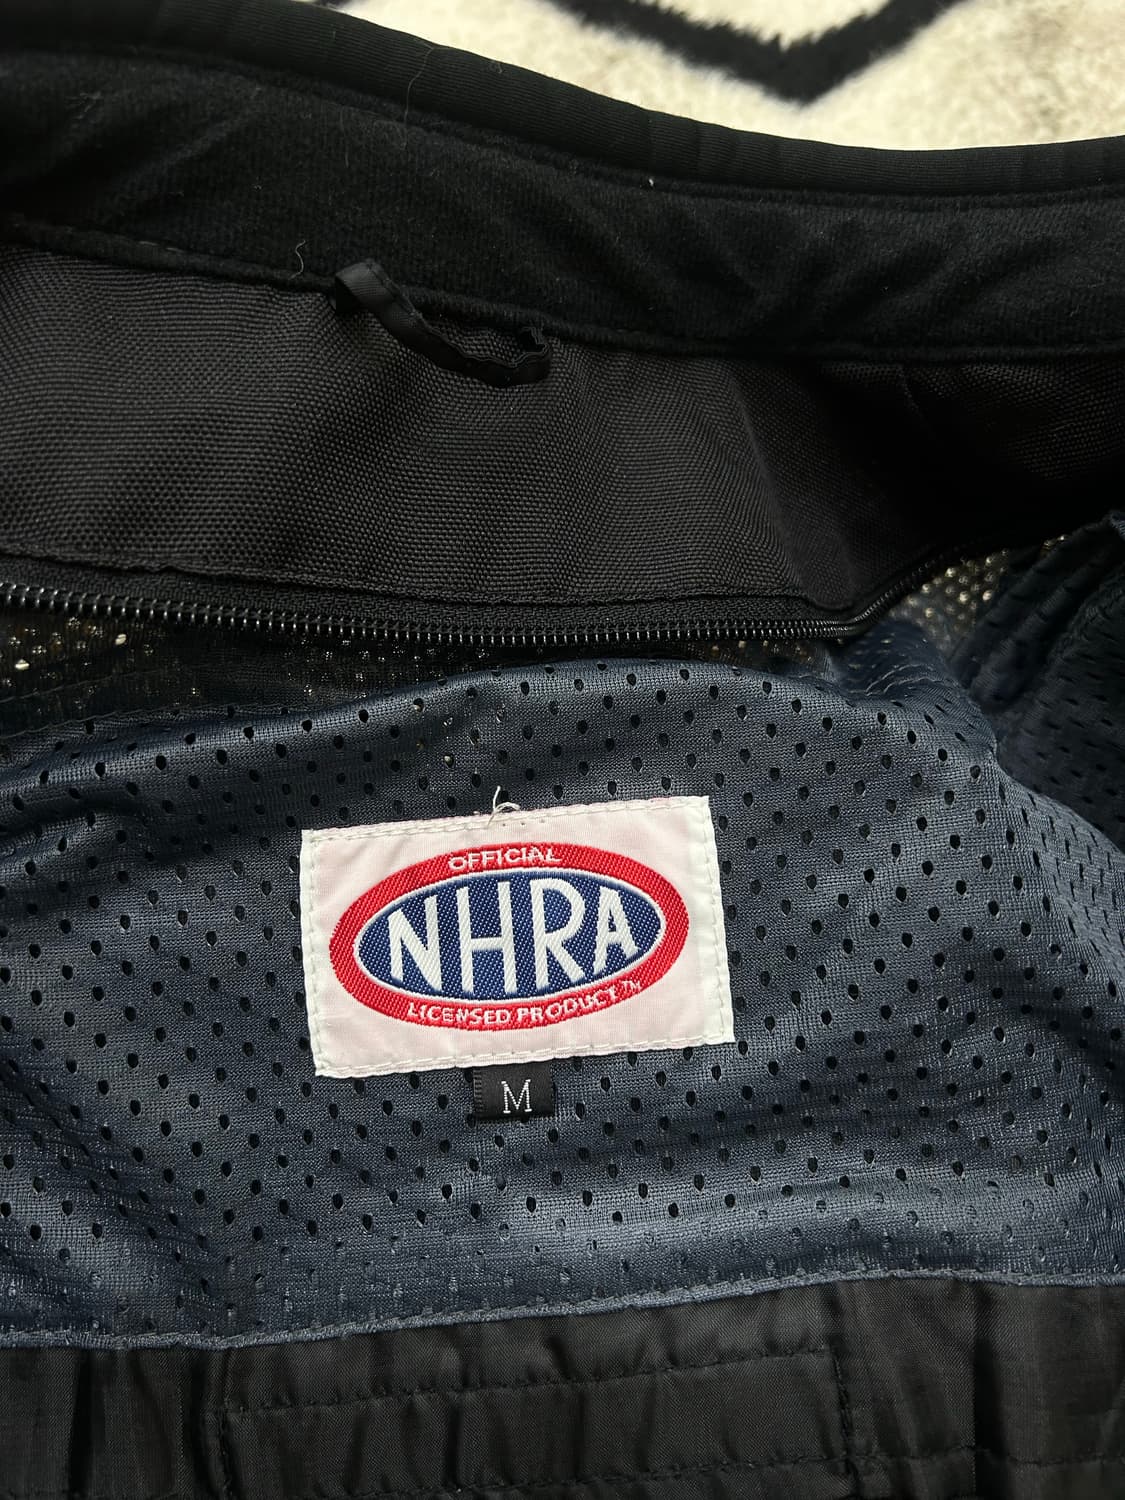 OFFICIAL
NHRA
LICENSED PRODUCT™
M